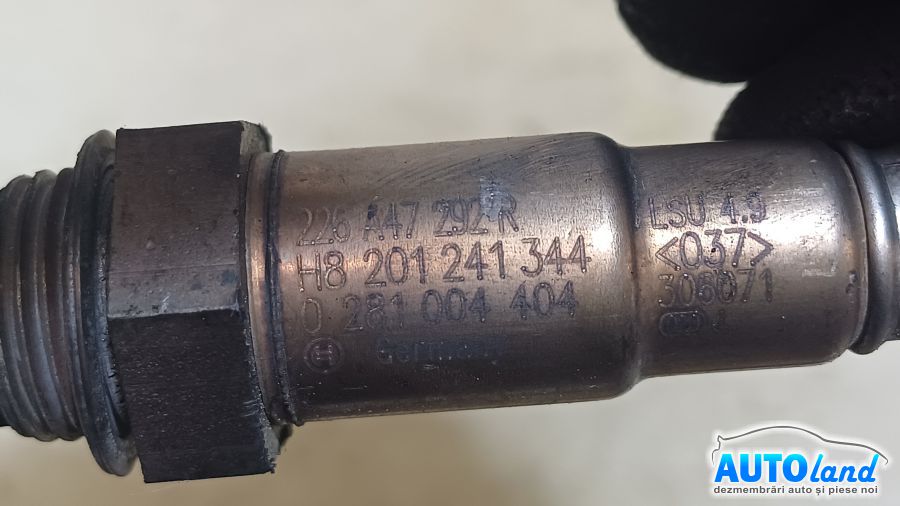 226 A47 292 R
H8 201 241 344
0 281 004 404
Germany
LSU 4.9
<037>
306071
AUTOland
dezmembrări auto și piese noi